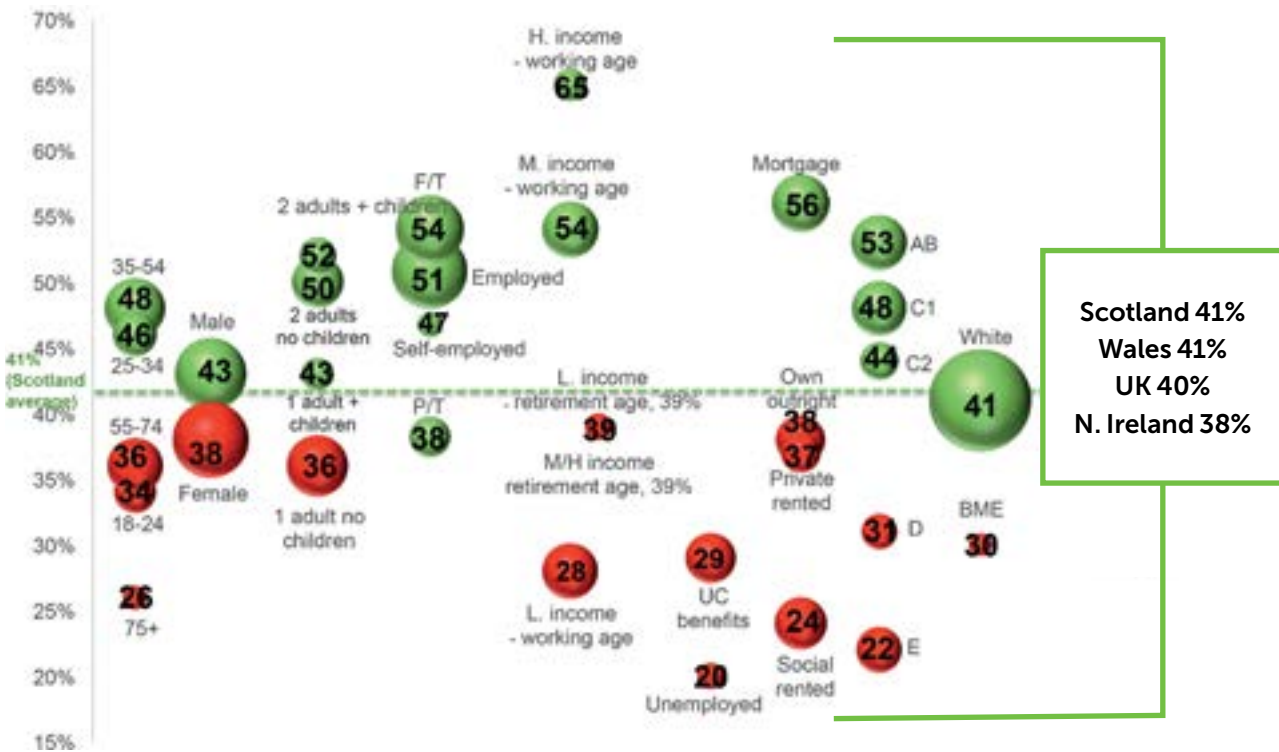 70%
65%
60%
55%
50%
45%
41%
(Scotland
average)
40%
35%
30%
25%
20%
15%
35-54
48
46
25-34
55-74
36
34
18-24
26
75+
Male
43
38
Female
2 adults + children
52
50
2 adults
no children
43
1 adult +
children
36
1 adult no
children
F/T
54
51
Employed
47
Self-employed
P/T
38
H. income
- working age
65
M. income
- working age
54
L. income
- retirement age, 39%
39
M/H income
retirement age, 39%
28
L. income
- working age
29
UC
benefits
20
Unemployed
Mortgage
56
Own
outright
38
37
Private
rented
24
Social
rented
53
AB
48
C1
44
C2
31
D
22
E
White
41
BME
30
Scotland 41%
Wales 41%
UK 40%
N. Ireland 38%